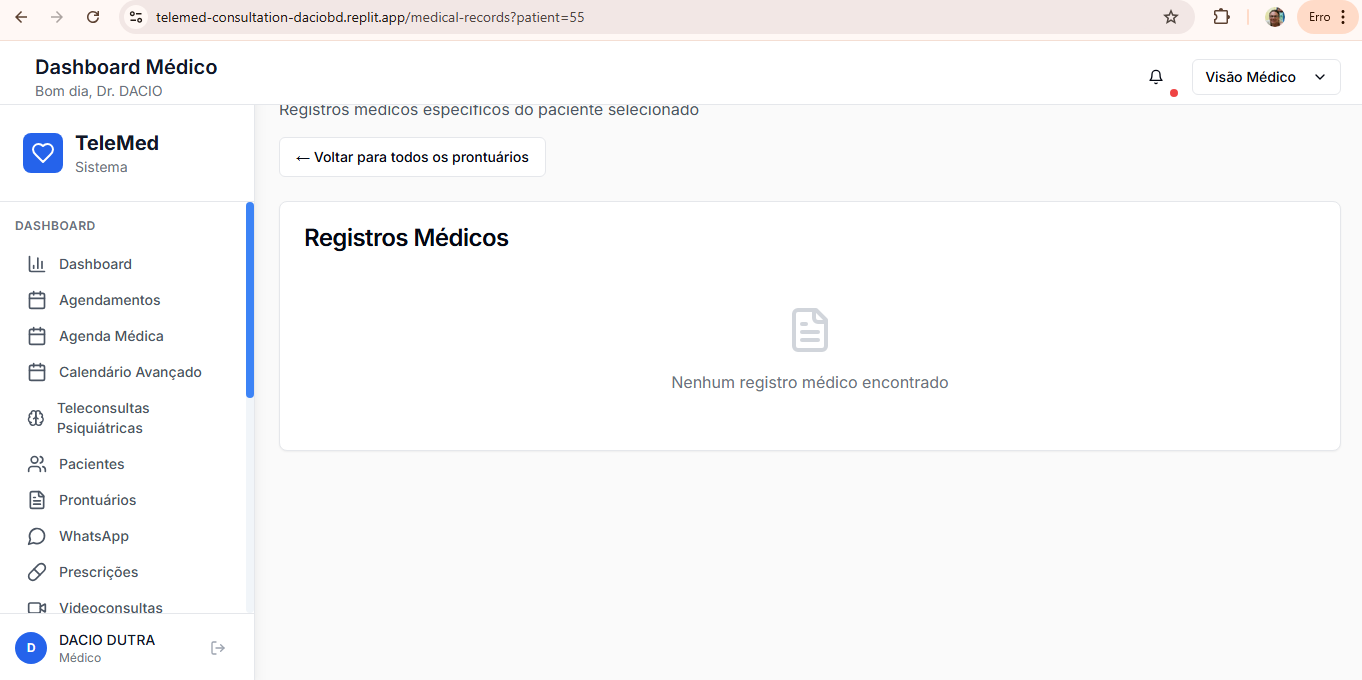 telemed-consultation-daciobd.replit.app/medical-records?patient=55
Erro
Dashboard Médico
Bom dia, Dr. DACIO
Visão Médico
TeleMed
Sistema
DASHBOARD
Dashboard
Agendamentos
Agenda Médica
Calendário Avançado
Teleconsultas
Psiquiátricas
Pacientes
Prontuários
WhatsApp
Prescrições
Videoconsultas
D
DACIO DUTRA
Médico
Registros médicos específicos do paciente selecionado
← Voltar para todos os prontuários
Registros Médicos
Nenhum registro médico encontrado